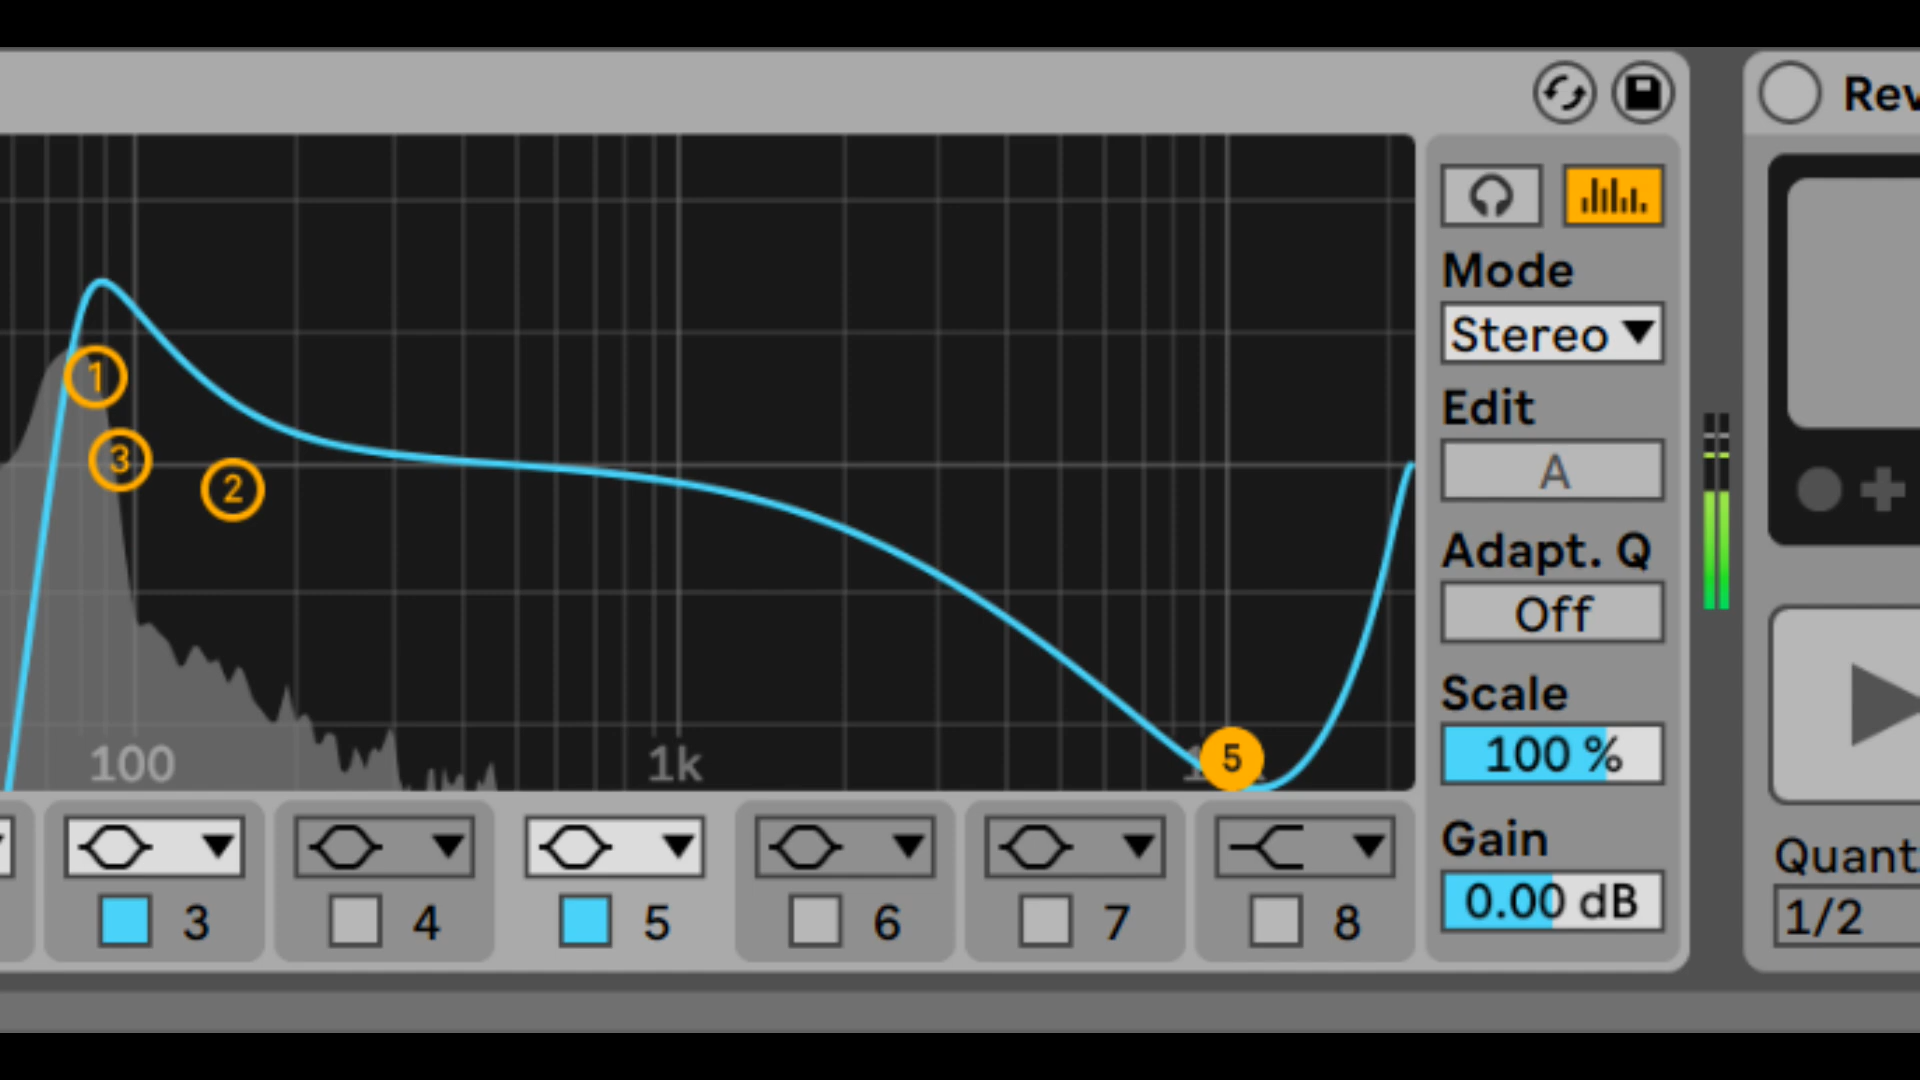 Rev
Mode
Stereo
1
Edit
3
2
A
Adapt. Q
Off
Scale
100 %
5
100
1k
Gain
0.00 dB
Quant
3
4
5
6
7
8
1/2